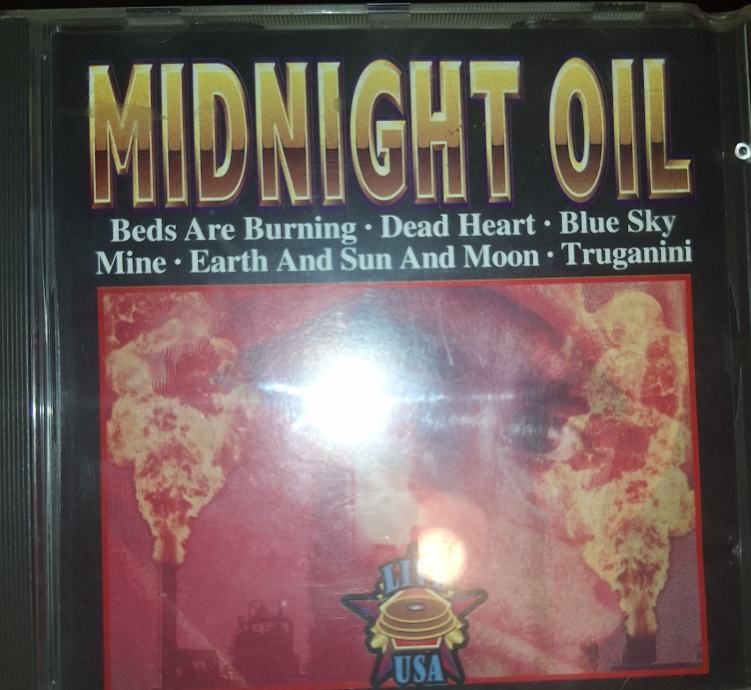 MIDNIGHT OIL
Beds Are Burning · Dead Heart · Blue Sky
Mine · Earth And Sun And Moon · Truganini
USA